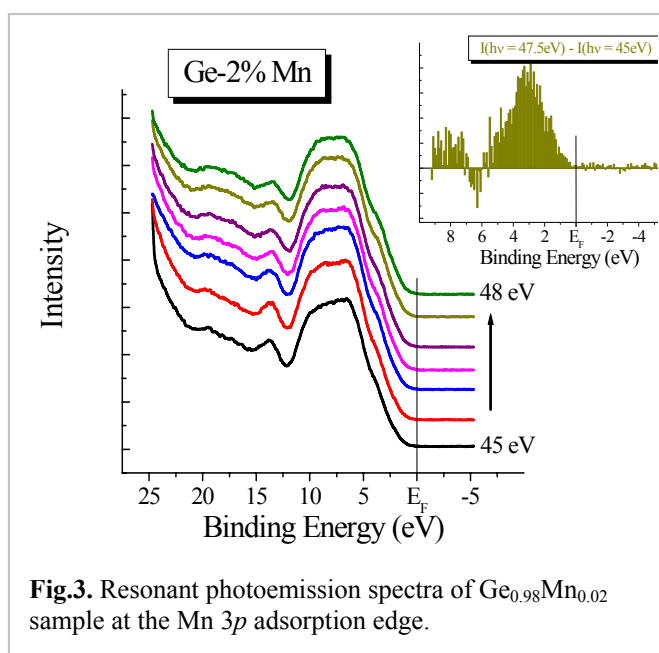 I(hν = 47.5eV) - I(hν = 45eV)
Ge-2% Mn
8 6 4 2 E_F -2 -4
Binding Energy (eV)
Intensity
48 eV
45 eV
25 20 15 10 5 E_F -5
Binding Energy (eV)
Fig.3. Resonant photoemission spectra of Ge₀.₉₈Mn₀.₀₂
sample at the Mn 3p adsorption edge.